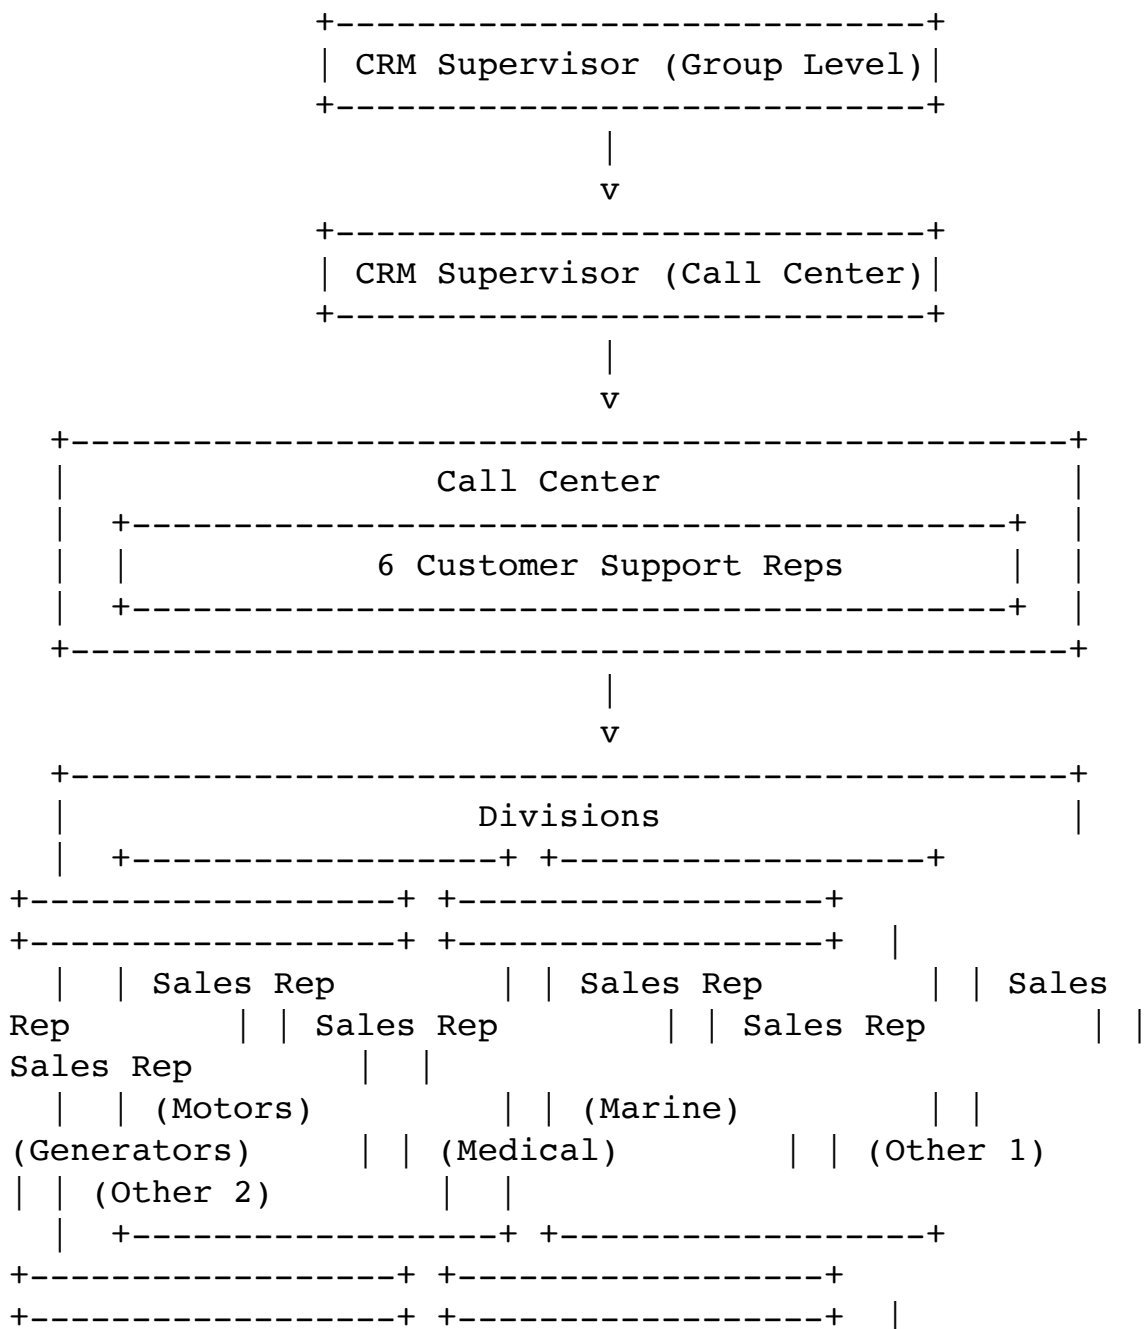 +-----------------------------+
| CRM Supervisor (Group Level)|
+-----------------------------+
|
v
+-----------------------------+
| CRM Supervisor (Call Center)|
+-----------------------------+
|
v
+-------------------------------------------------+
| Call Center |
| +-------------------------------------------+ |
| | 6 Customer Support Reps | |
| +-------------------------------------------+ |
+-------------------------------------------------+
|
v
+-------------------------------------------------+
| Divisions |
| +------------------+ +------------------+
+------------------+ +------------------+
+------------------+ +------------------+ |
| | Sales Rep | | Sales Rep | | Sales
Rep | | Sales Rep | | Sales Rep | |
Sales Rep | |
| | (Motors) | | (Marine) | |
(Generators) | | (Medical) | | (Other 1)
| | (Other 2) | |
| +------------------+ +------------------+
+------------------+ +------------------+
+------------------+ +------------------+ |